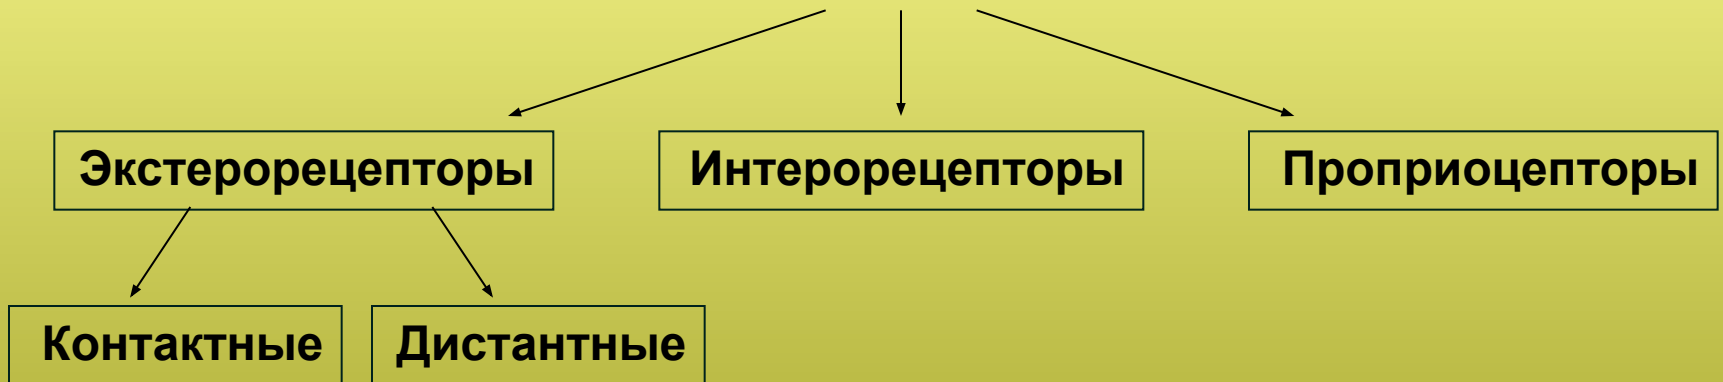 Экстерорецепторы Интерорецепторы Проприоцепторы
Контактные Дистантные